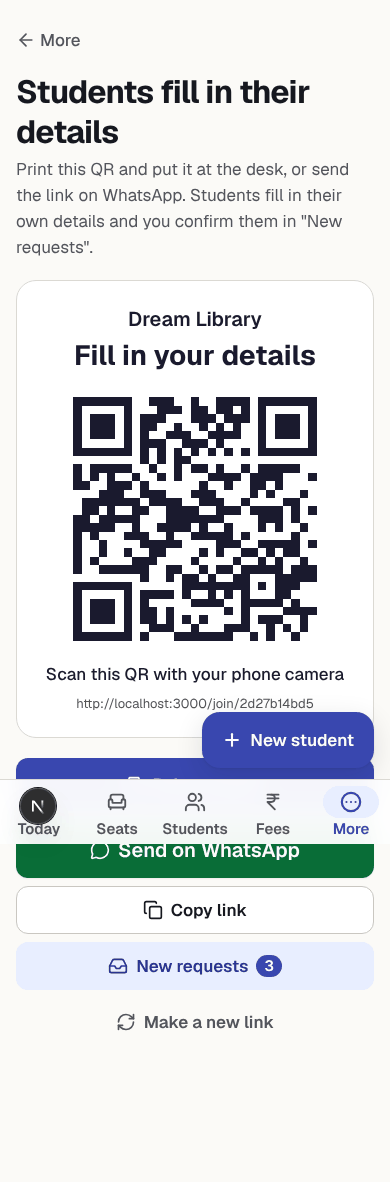 More
Students fill in their
details
Print this QR and put it at the desk, or send
the link on WhatsApp. Students fill in their
own details and you confirm them in "New
requests".
Dream Library
Fill in your details
Scan this QR with your phone camera
http://localhost:3000/join/2d27b14bd5
New student
N
Today
Seats
Students
Fees
More
Send on WhatsApp
Copy link
New requests 3
Make a new link